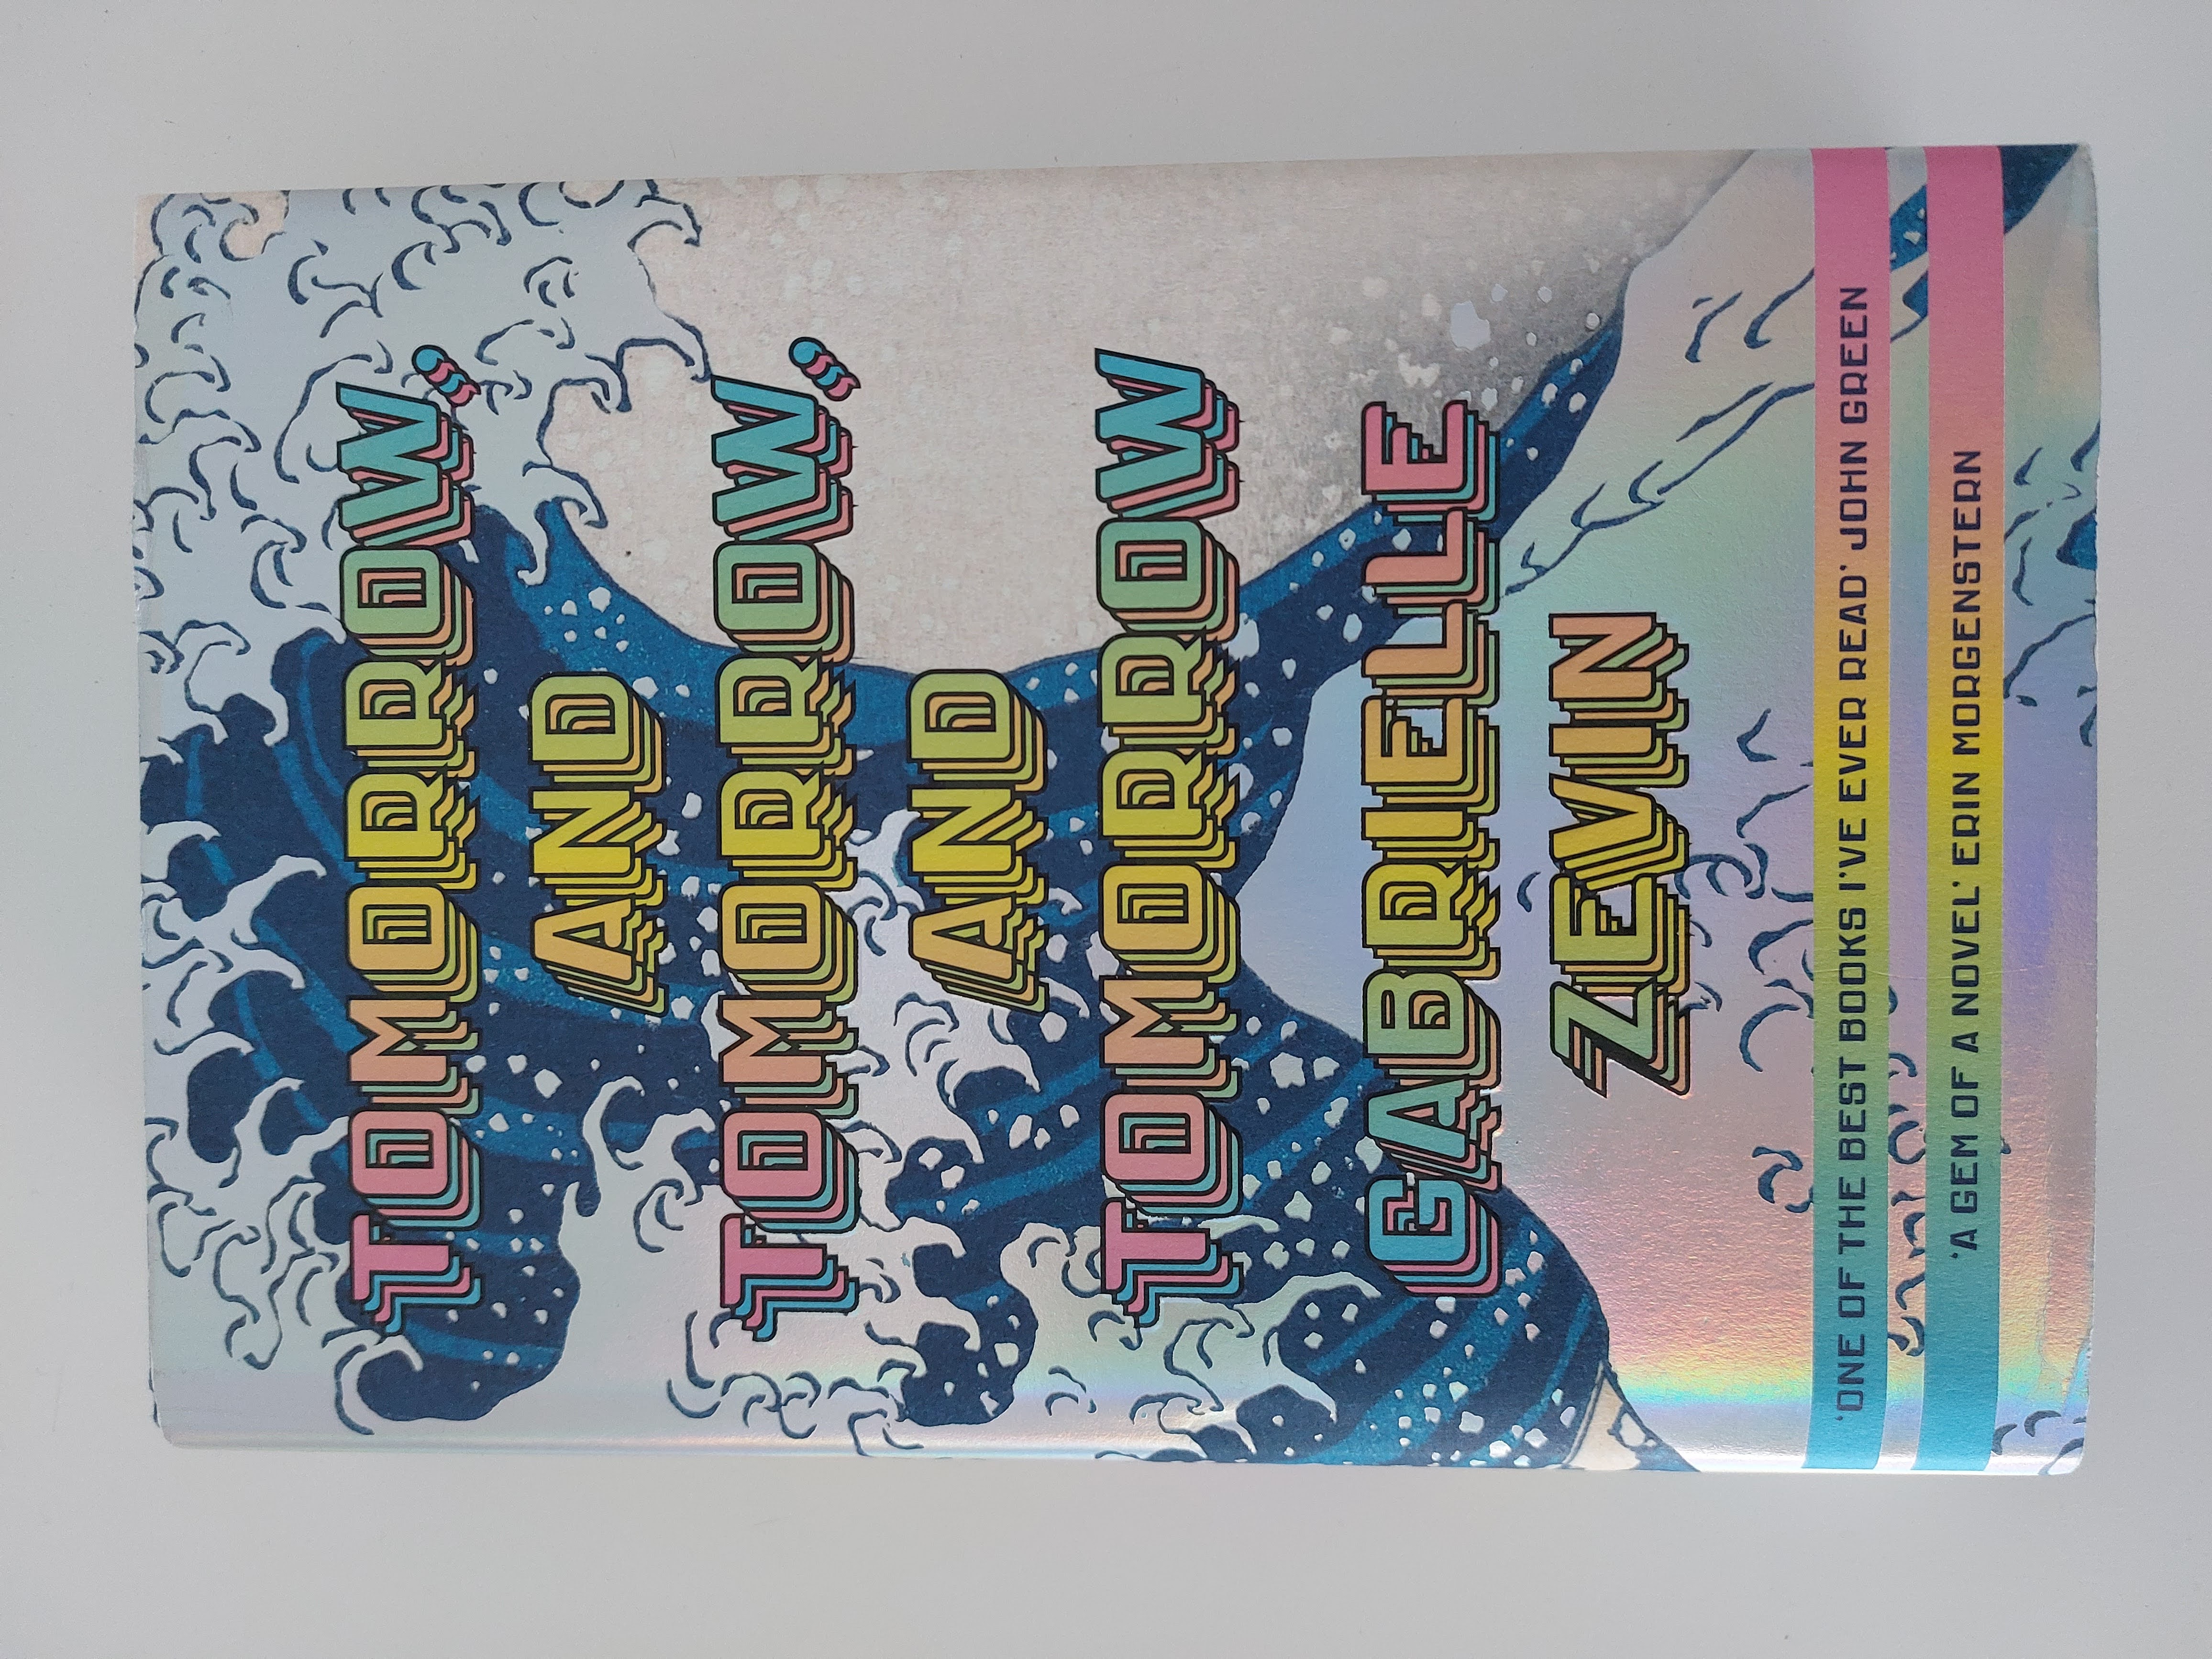 TOMORROW,
AND
TOMORROW,
AND
TOMORROW
GABRIELLE
ZEVIN
'ONE OF THE BEST BOOKS I'VE EVER READ' JOHN GREEN
'A GEM OF A NOVEL' ERIN MORGENSTERN